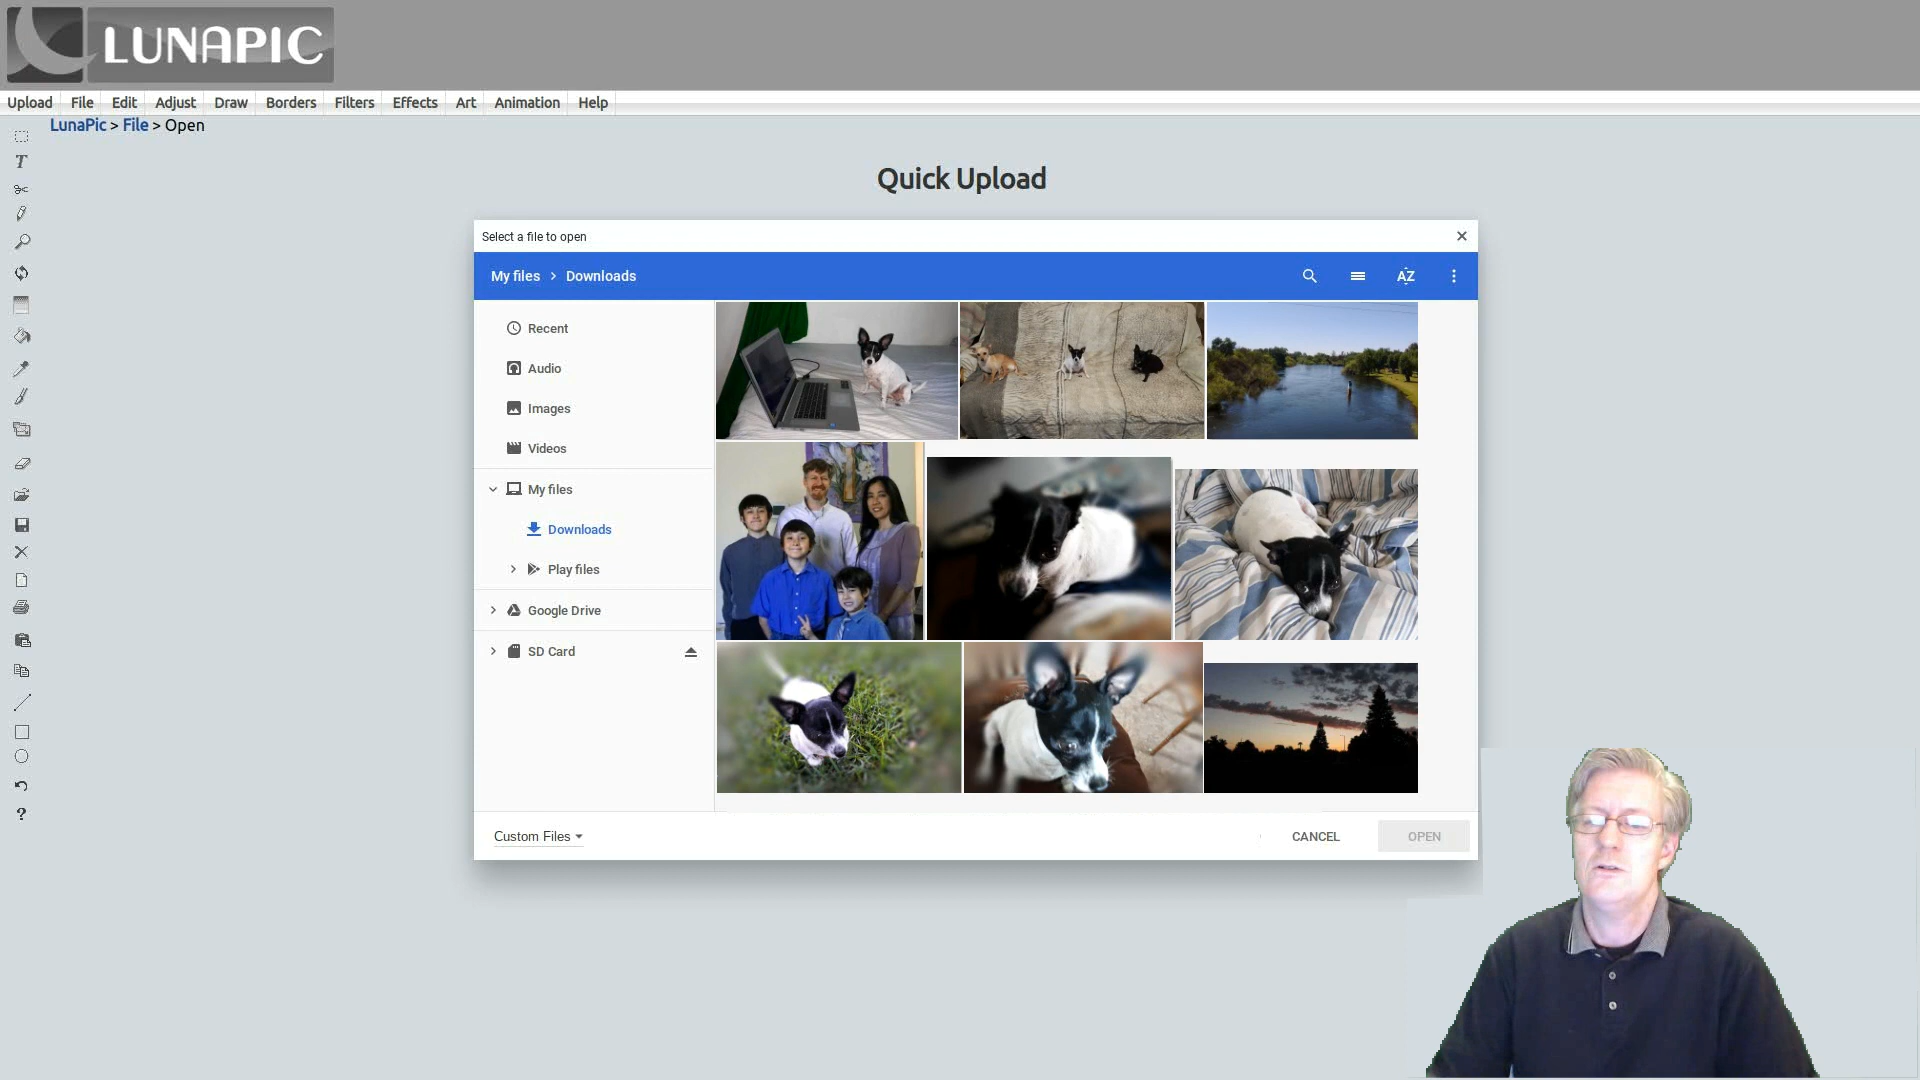 LUNAPIC
Upload File Edit Adjust Draw Borders Filters Effects Art Animation Help
LunaPic > File > Open
Quick Upload
Select a file to open
My files > Downloads
AZ
Recent
Audio
Images
Videos
My files
Downloads
Play files
Google Drive
SD Card
Custom Files
CANCEL
OPEN